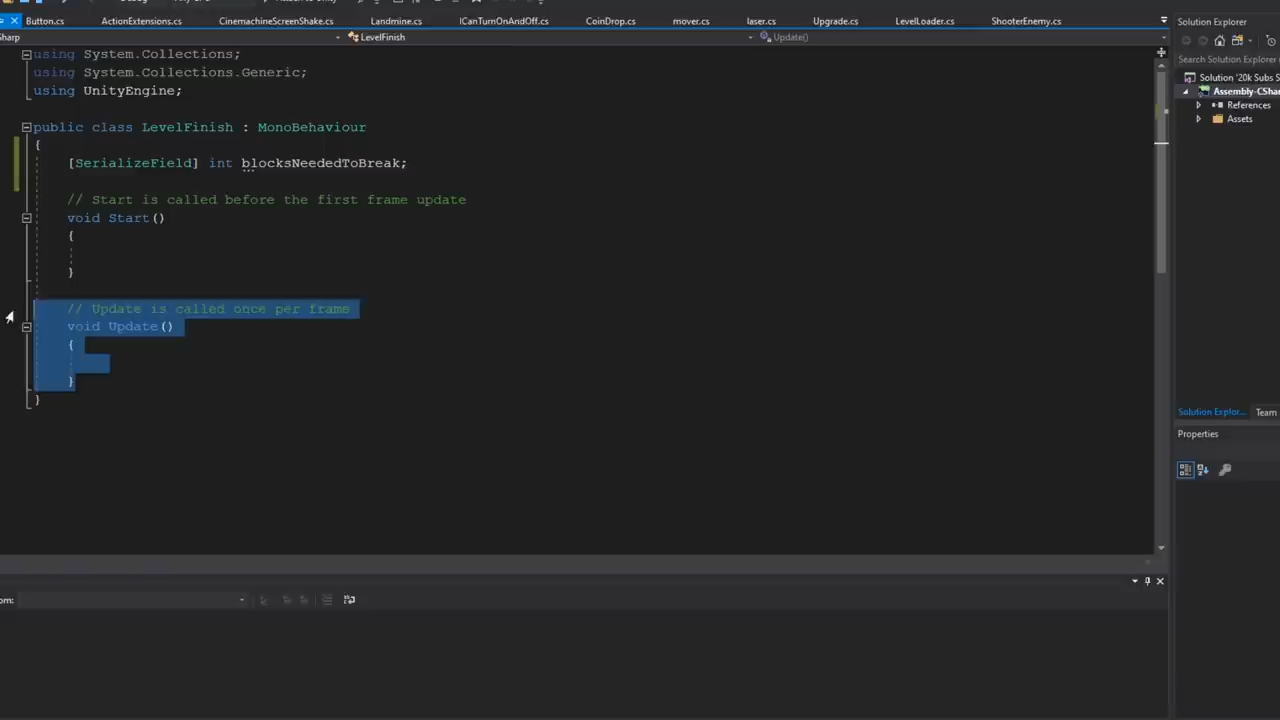 Button.cs ActionExtensions.cs CinemachineScreenShake.cs Landmine.cs ICanTurnOnAndOff.cs CoinDrop.cs mover.cs laser.cs Upgrade.cs LevelLoader.cs ShooterEnemy.cs
Solution Explorer
Sharp LevelFinish Update()
using System.Collections;
Search Solution Explorer
using System.Collections.Generic;
Solution '20k Subs S
using UnityEngine;
Assembly-CShar
References
Assets
public class LevelFinish : MonoBehaviour
{
[SerializeField] int blocksNeededToBreak;
// Start is called before the first frame update
void Start()
{
}
// Update is called once per frame
void Update()
{
}
}
Solution Explor... Team
Properties
om: